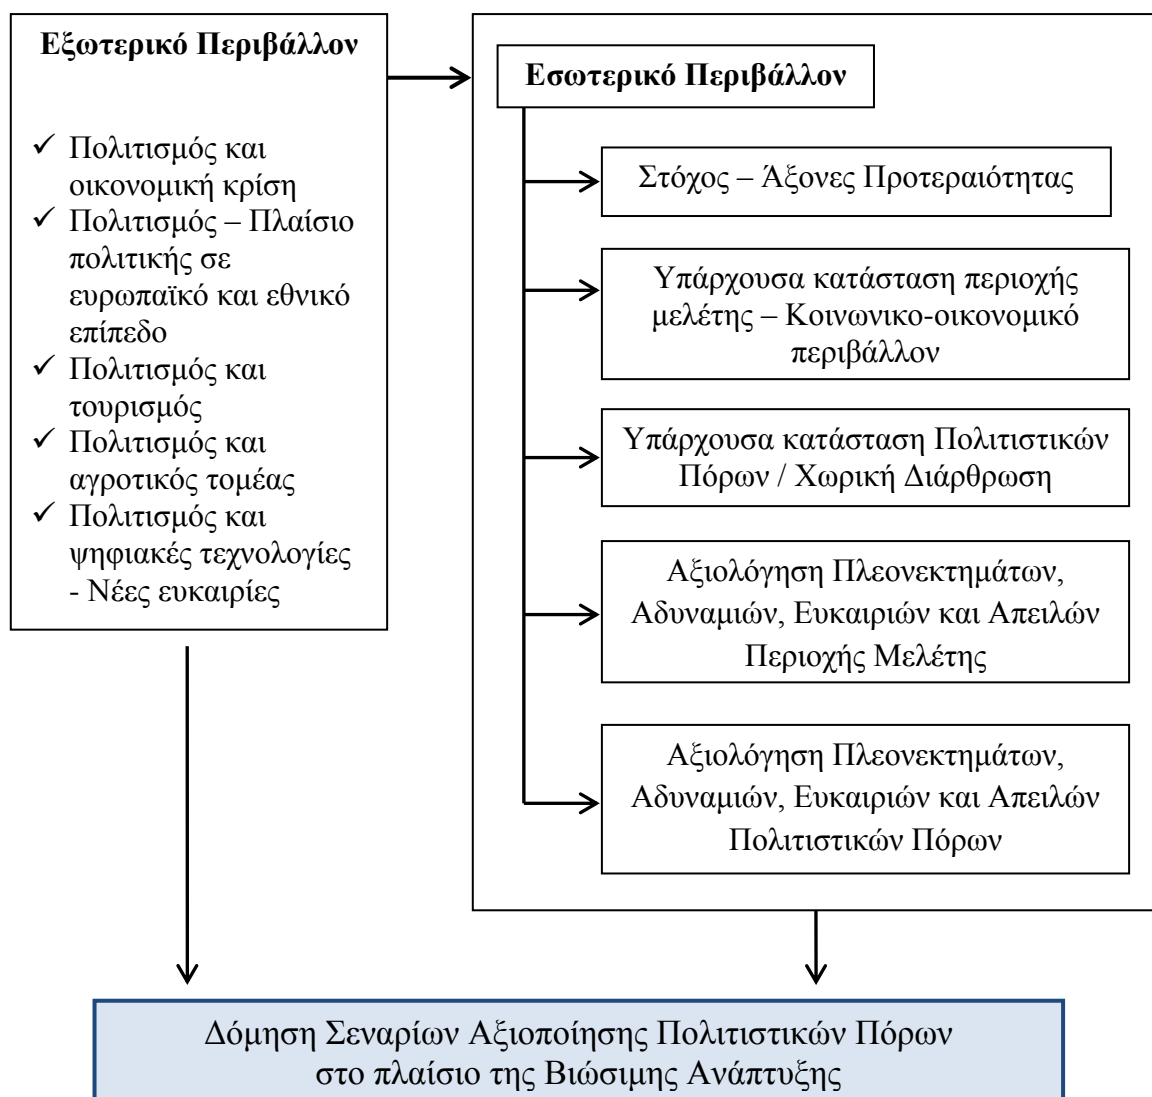 Εξωτερικό Περιβάλλον
✓ Πολιτισμός και
οικονομική κρίση
✓ Πολιτισμός – Πλαίσιο
πολιτικής σε
ευρωπαϊκό και εθνικό
επίπεδο
✓ Πολιτισμός και
τουρισμός
✓ Πολιτισμός και
αγροτικός τομέας
✓ Πολιτισμός και
ψηφιακές τεχνολογίες
- Νέες ευκαιρίες
Εσωτερικό Περιβάλλον
Στόχος – Άξονες Προτεραιότητας
Υπάρχουσα κατάσταση περιοχής
μελέτης – Κοινωνικο-οικονομικό
περιβάλλον
Υπάρχουσα κατάσταση Πολιτιστικών
Πόρων / Χωρική Διάρθρωση
Αξιολόγηση Πλεονεκτημάτων,
Αδυναμιών, Ευκαιριών και Απειλών
Περιοχής Μελέτης
Αξιολόγηση Πλεονεκτημάτων,
Αδυναμιών, Ευκαιριών και Απειλών
Πολιτιστικών Πόρων
Δόμηση Σεναρίων Αξιοποίησης Πολιτιστικών Πόρων
στο πλαίσιο της Βιώσιμης Ανάπτυξης